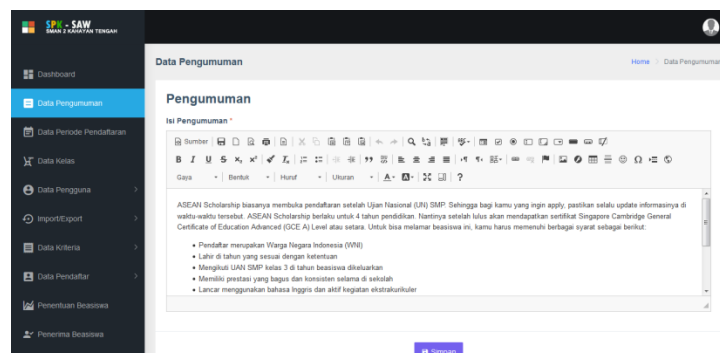 SPK - SAW
SMAN 2 KAHAYAN TENGAH
Dashboard
Data Pengumuman
Data Periode Pendaftaran
Data Kelas
Data Pengguna
Import/Export
Data Kriteria
Data Pendaftar
Penentuan Beasiswa
Penerima Beasiswa
Data Pengumuman
Home > Data Pengumuman
Pengumuman
Isi Pengumuman *
Sumber
B I U S x₂ x² Ix
Gaya Bentuk Huruf Ukuran A A ?
ASEAN Scholarship biasanya membuka pendaftaran setelah Ujian Nasional (UN) SMP. Sehingga bagi kamu yang ingin apply, pastikan selalu update informasinya di
waktu-waktu tersebut. ASEAN Scholarship berlaku untuk 4 tahun pendidikan. Nantinya setelah lulus akan mendapatkan sertifikat Singapore Cambridge General
Certificate of Education Advanced (GCE A) Level atau setara. Untuk bisa melamar beasiswa ini, kamu harus memenuhi berbagai syarat sebagai berikut:
• Pendaftar merupakan Warga Negara Indonesia (WNI)
• Lahir di tahun yang sesuai dengan ketentuan
• Mengikuti UAN SMP kelas 3 di tahun beasiswa dikeluarkan
• Memiliki prestasi yang bagus dan konsisten selama di sekolah
• Lancar menggunakan bahasa Inggris dan aktif kegiatan ekstrakurikuler
Simpan